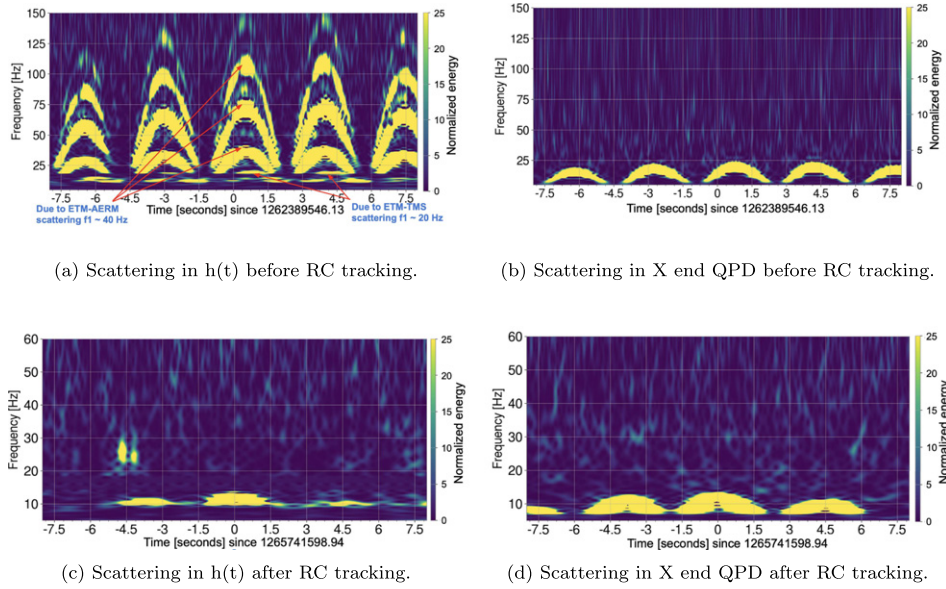 150
125
100
75
50
25
Frequency [Hz]
-7.5 -6 -4.5 -3 -1.5 0 1.5 3 4.5 6 7.5
Due to ETM-AERM
scattering f1 ~ 40 Hz
Time [seconds] since 1262389546.13
Due to ETM-TMS
scattering f1 ~ 20 Hz
25
20
15
10
5
0
Normalized energy
(a) Scattering in h(t) before RC tracking.
150
125
100
75
50
25
Frequency [Hz]
-7.5 -6 -4.5 -3 -1.5 0 1.5 3 4.5 6 7.5
Time [seconds] since 1262389546.13
25
20
15
10
5
0
Normalized energy
(b) Scattering in X end QPD before RC tracking.
60
50
40
30
20
10
Frequency [Hz]
-7.5 -6 -4.5 -3 -1.5 0 1.5 3 4.5 6 7.5
Time [seconds] since 1265741598.94
25
20
15
10
5
0
Normalized energy
(c) Scattering in h(t) after RC tracking.
60
50
40
30
20
10
Frequency [Hz]
-7.5 -6 -4.5 -3 -1.5 0 1.5 3 4.5 6 7.5
Time [seconds] since 1265741598.94
25
20
15
10
5
0
Normalized energy
(d) Scattering in X end QPD after RC tracking.